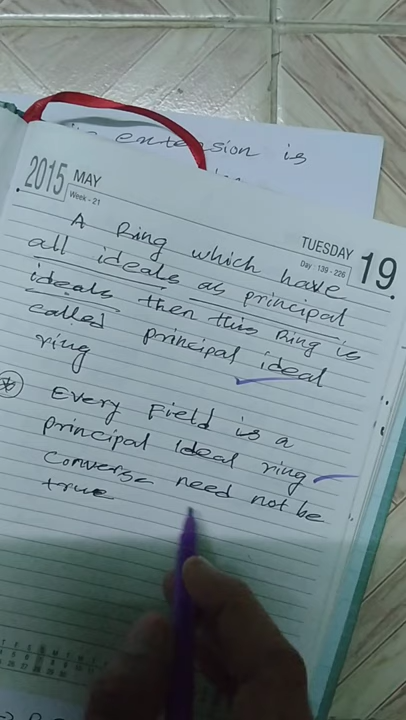 extension is
2015 MAY
Week - 21
TUESDAY 19
Day : 139 - 226
A Ring which have
all ideals as principal
ideals then this Ring is
called principal ideal
ring
Every Field is a
principal Ideal ring
Converse need not be
true